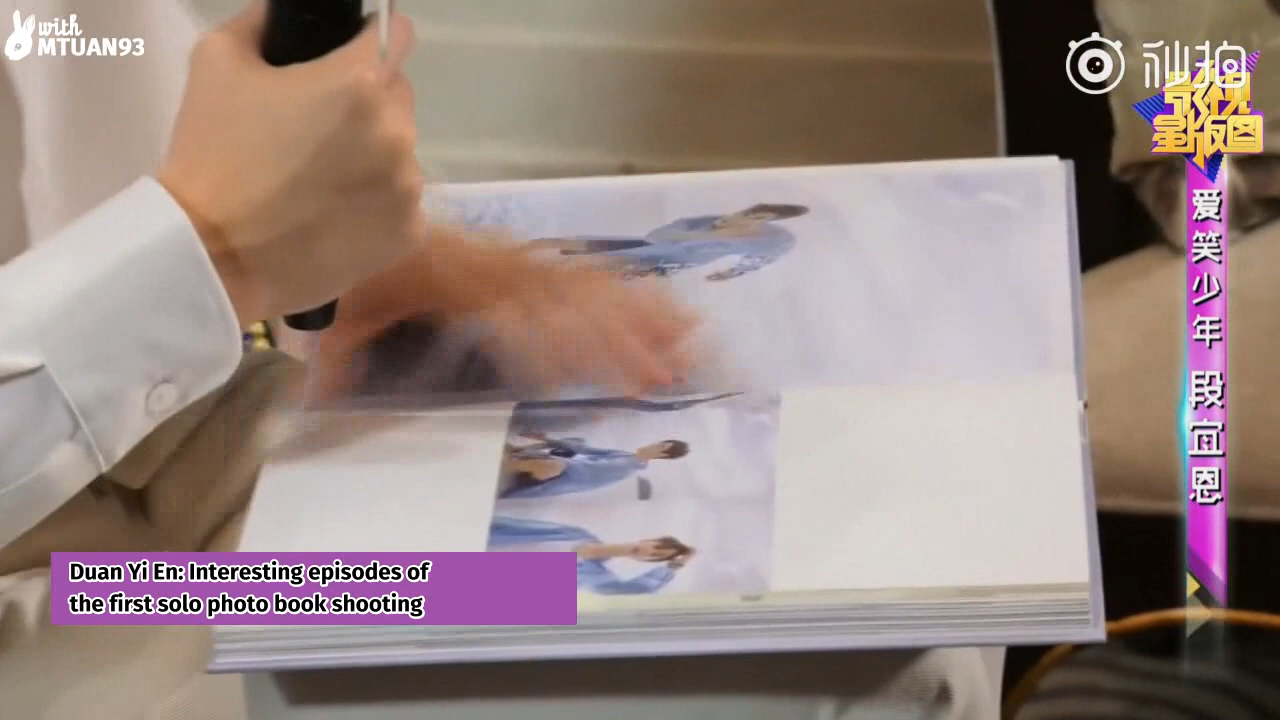 with
MTUAN93
秒拍
影视
星版图
爱笑少年 段宜恩
Duan Yi En: Interesting episodes of
the first solo photo book shooting